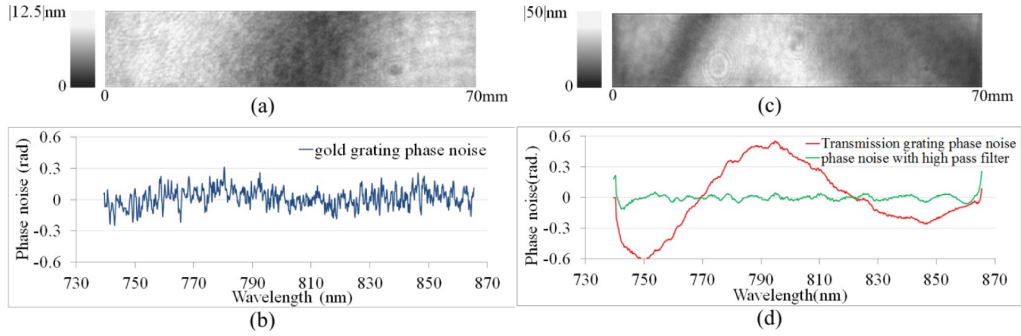 |12.5|nm
0
0
70mm
(a)
|50|nm
0
0
70mm
(c)
Phase noise (rad)
0.6
0.3
0
-0.3
-0.6
gold grating phase noise
730
750
770
790
810
830
850
870
Wavelength (nm)
(b)
Phase noise(rad.)
0.6
0.3
0
-0.3
-0.6
Transmission grating phase noise
phase noise with high pass filter
730
750
770
790
810
830
850
870
Wavelength(nm)
(d)